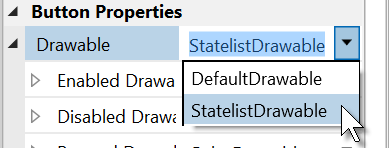 Button Properties
Drawable StatelistDrawable
Enabled Drawa DefaultDrawable
Disabled Drawa StatelistDrawable